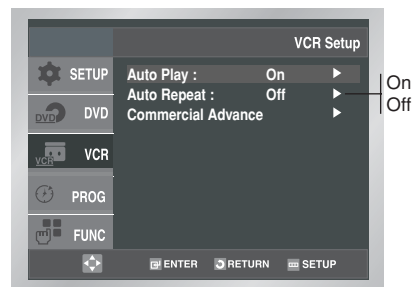 VCR Setup
SETUP
DVD DVD
VCR VCR
PROG
FUNC
Auto Play : On ►
Auto Repeat : Off ►
Commercial Advance ►
On
Off
ENTER RETURN SETUP